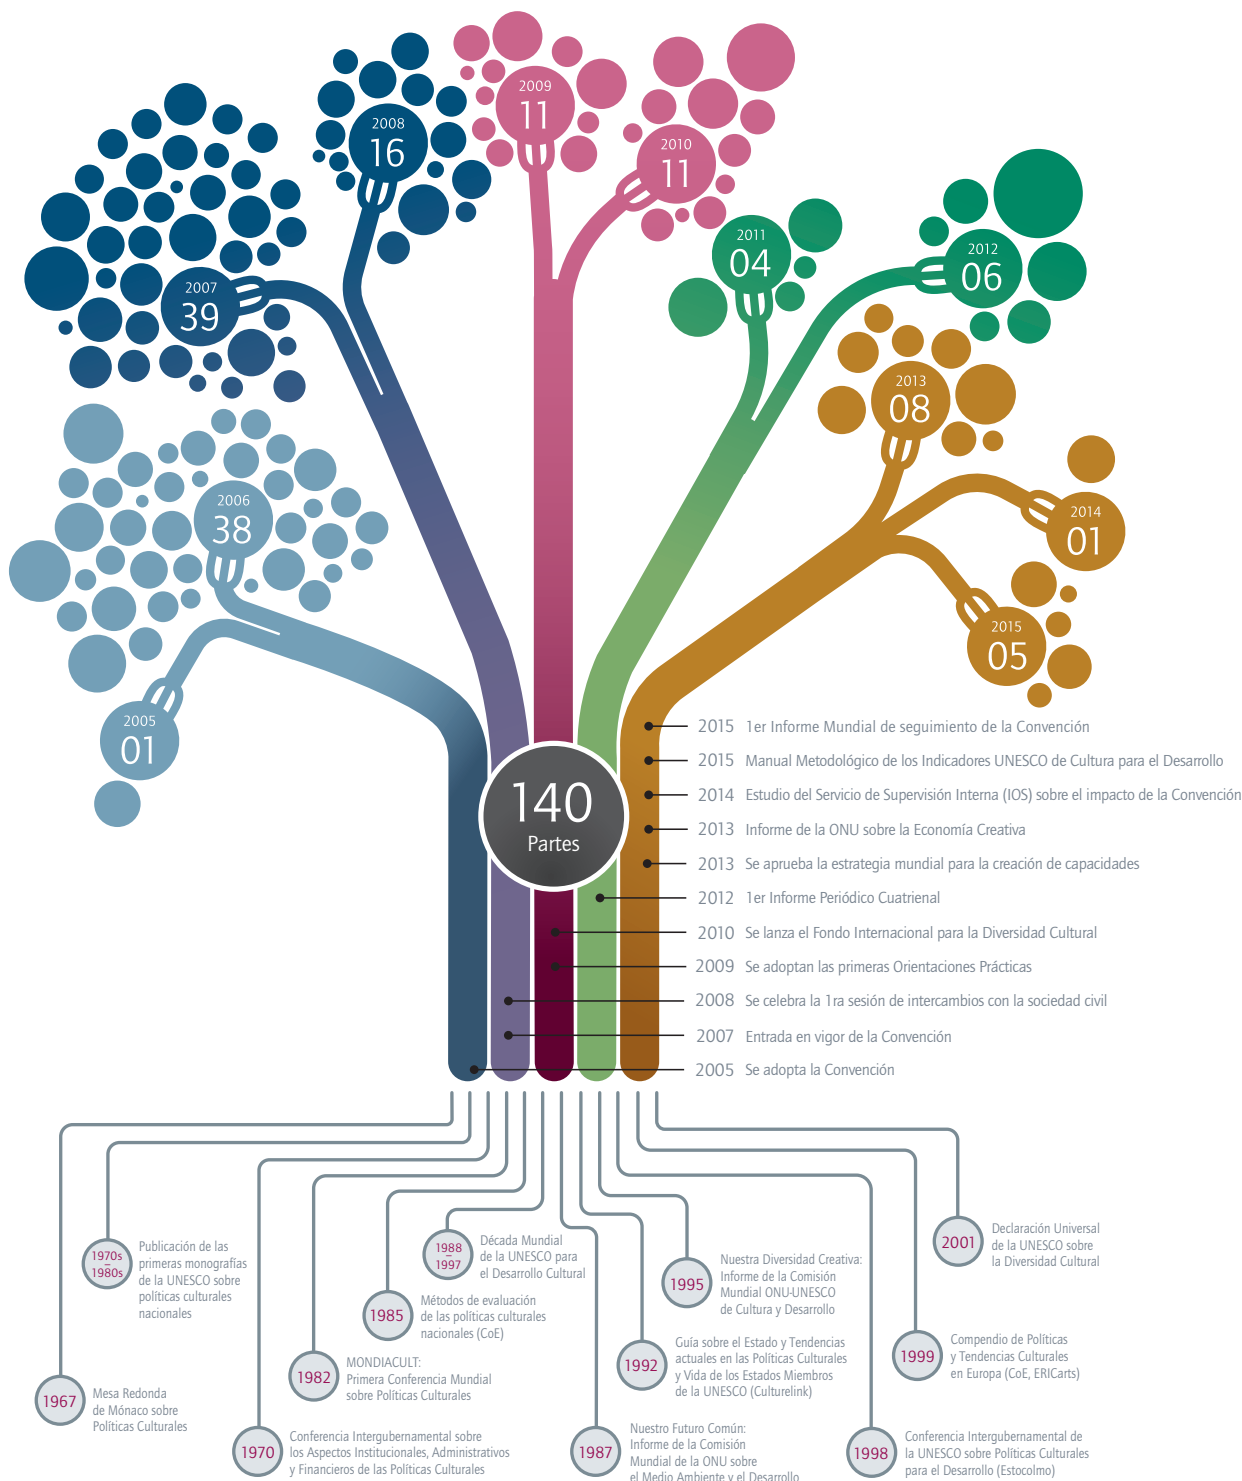 2009
11
2008
16
2010
11
2011
04
2012
06
2007
39
2013
08
2006
38
2014
01
2015
05
2005
01
140
Partes
2015 1er Informe Mundial de seguimiento de la Convención
2015 Manual Metodológico de los Indicadores UNESCO de Cultura para el Desarrollo
2014 Estudio del Servicio de Supervisión Interna (IOS) sobre el impacto de la Convención
2013 Informe de la ONU sobre la Economía Creativa
2013 Se aprueba la estrategia mundial para la creación de capacidades
2012 1er Informe Periódico Cuatrienal
2010 Se lanza el Fondo Internacional para la Diversidad Cultural
2009 Se adoptan las primeras Orientaciones Prácticas
2008 Se celebra la 1ra sesión de intercambios con la sociedad civil
2007 Entrada en vigor de la Convención
2005 Se adopta la Convención
1967
Mesa Redonda
de Mónaco sobre
Políticas Culturales
1970s
–
1980s
Publicación de las
primeras monografías
de la UNESCO sobre
políticas culturales
nacionales
1970
Conferencia Intergubernamental sobre
los Aspectos Institucionales, Administrativos
y Financieros de las Políticas Culturales
1982
MONDIACULT:
Primera Conferencia Mundial
sobre Políticas Culturales
1985
Métodos de evaluación
de las políticas culturales
nacionales (CoE)
1988
–
1997
Década Mundial
de la UNESCO para
el Desarrollo Cultural
1987
Nuestro Futuro Común:
Informe de la Comisión
Mundial de la ONU sobre
el Medio Ambiente y el Desarrollo
1992
Guía sobre el Estado y Tendencias
actuales en las Políticas Culturales
y Vida de los Estados Miembros
de la UNESCO (Culturelink)
1995
Nuestra Diversidad Creativa:
Informe de la Comisión
Mundial ONU-UNESCO
de Cultura y Desarrollo
1998
Conferencia Intergubernamental de
la UNESCO sobre Políticas Culturales
para el Desarrollo (Estocolmo)
1999
Compendio de Políticas
y Tendencias Culturales
en Europa (CoE, ERICarts)
2001
Declaración Universal
de la UNESCO sobre
la Diversidad Cultural